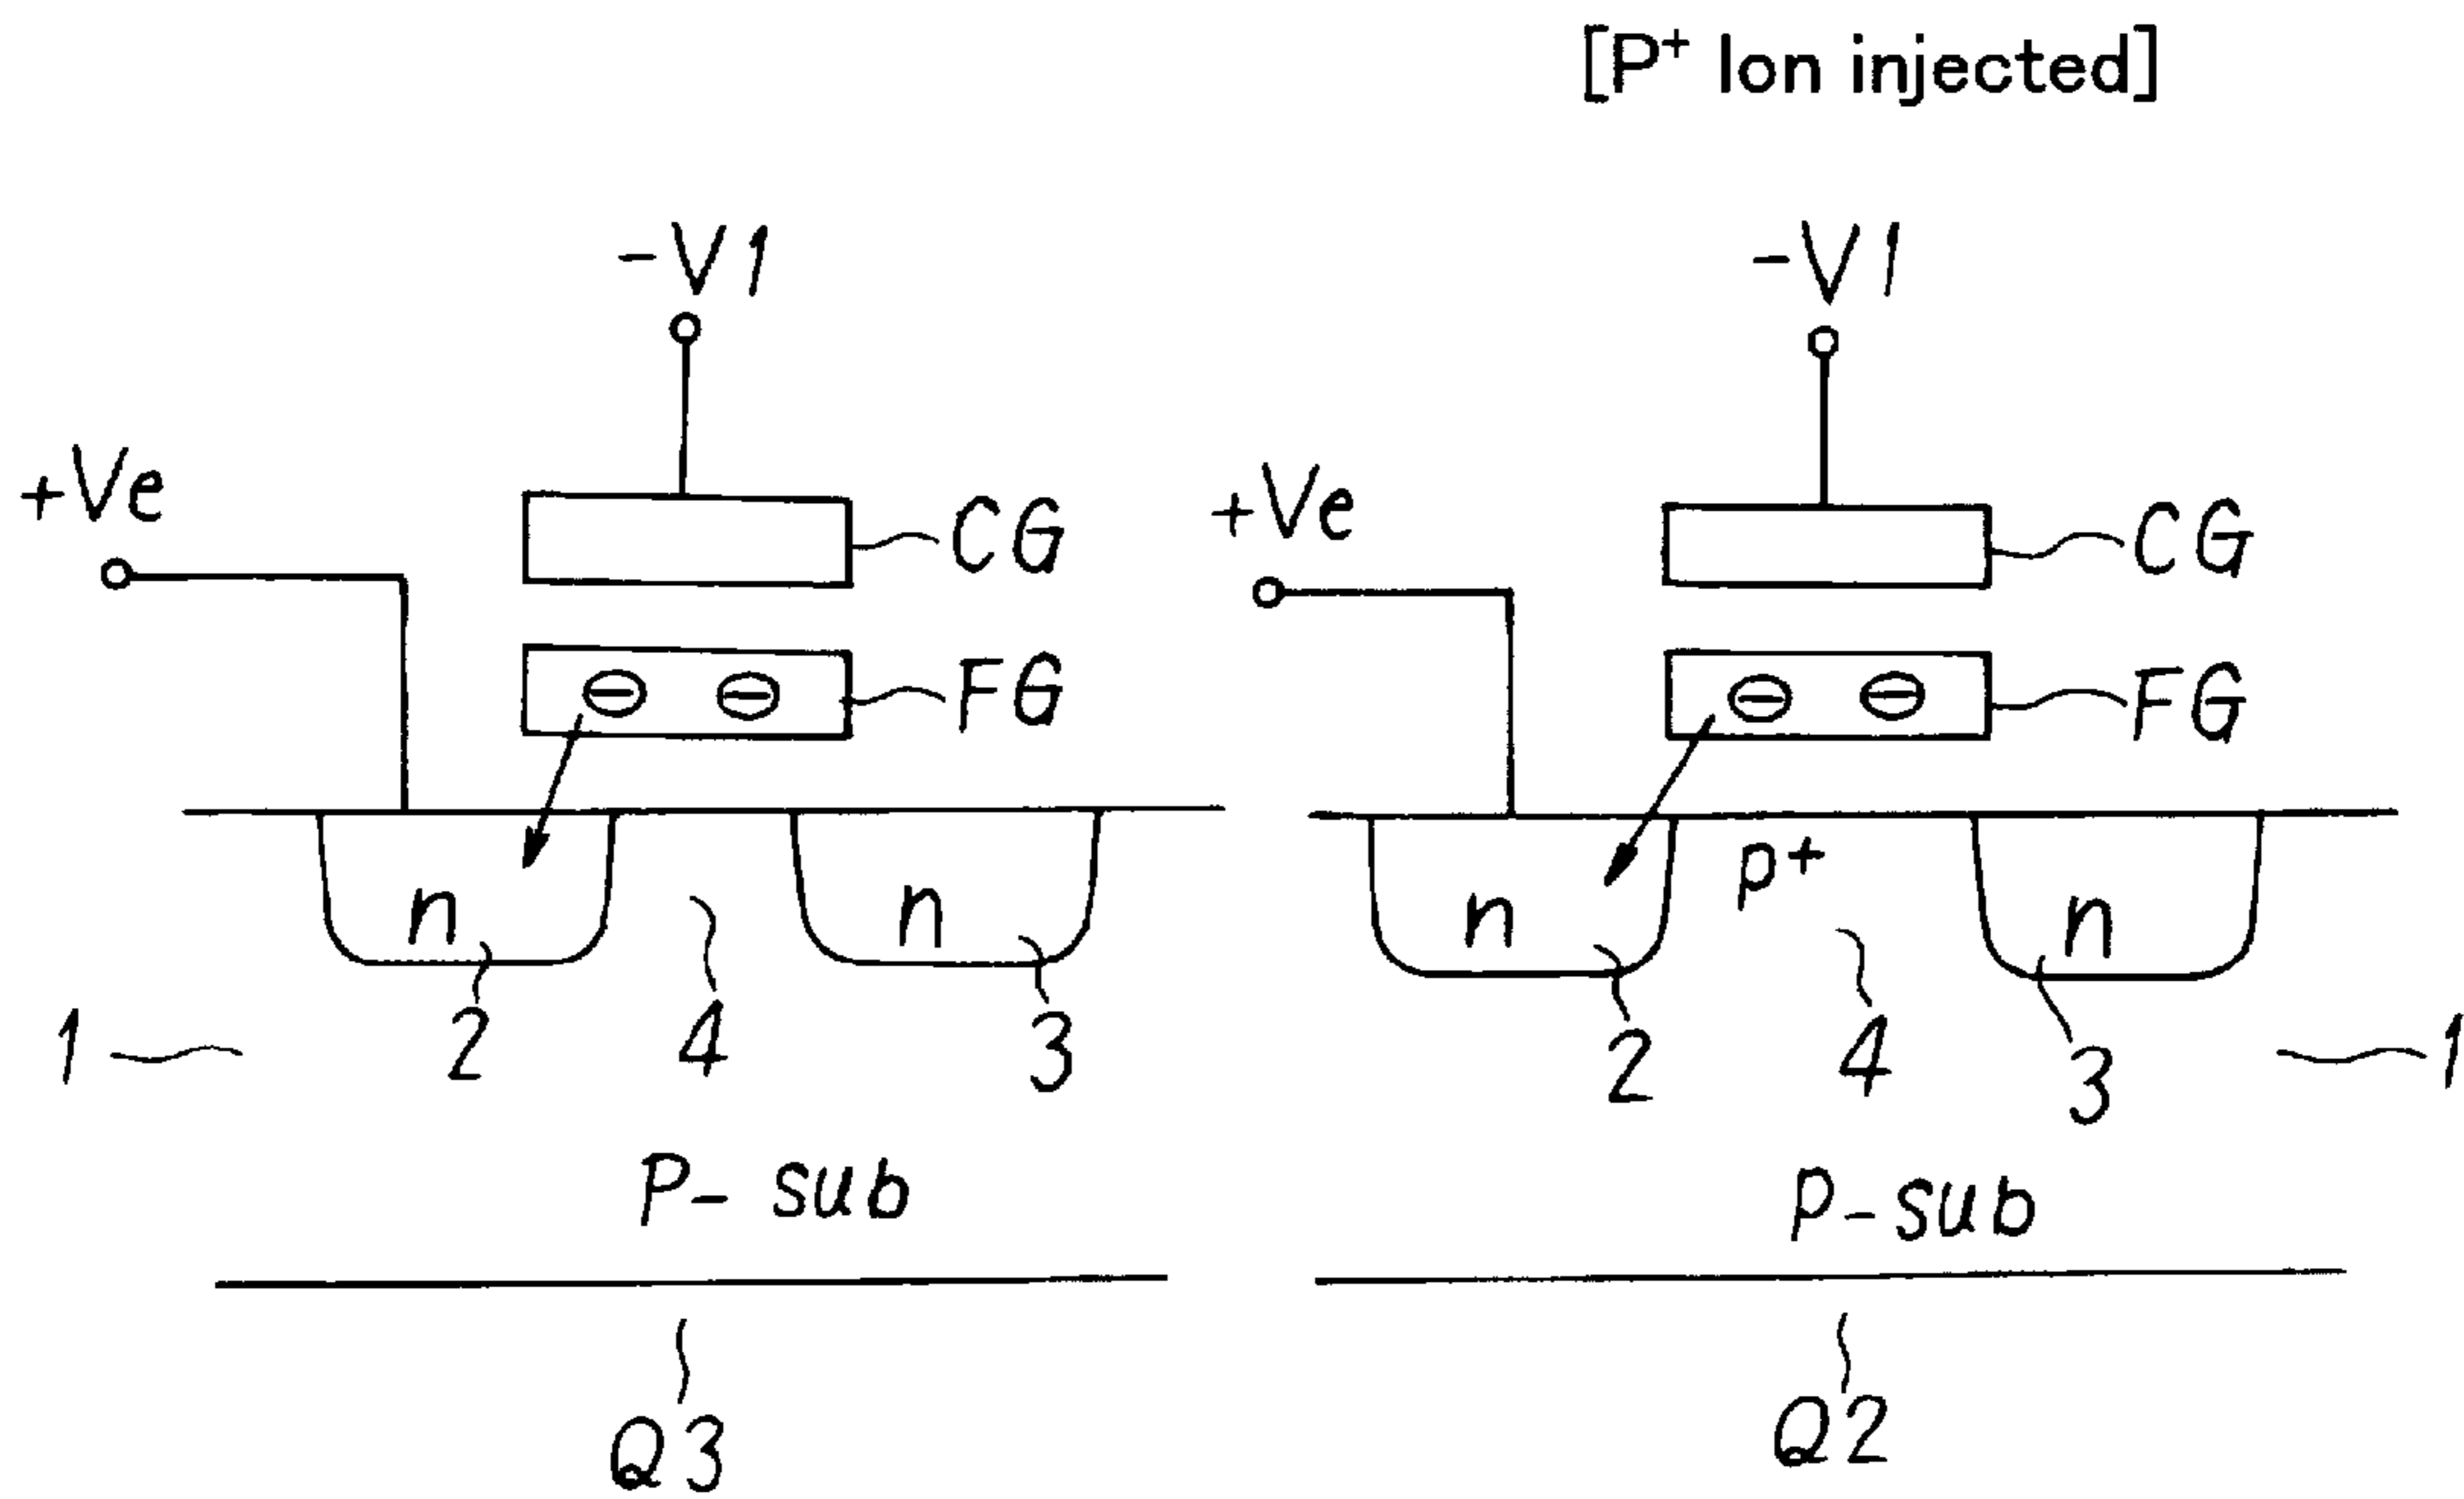 [P+ Ion injected]
-V1 -V1
+Ve CG +Ve CG
FG FG
p+
n n n n
1 2 4 3 2 4 3 1
P- sub P-sub
Q3 Q2